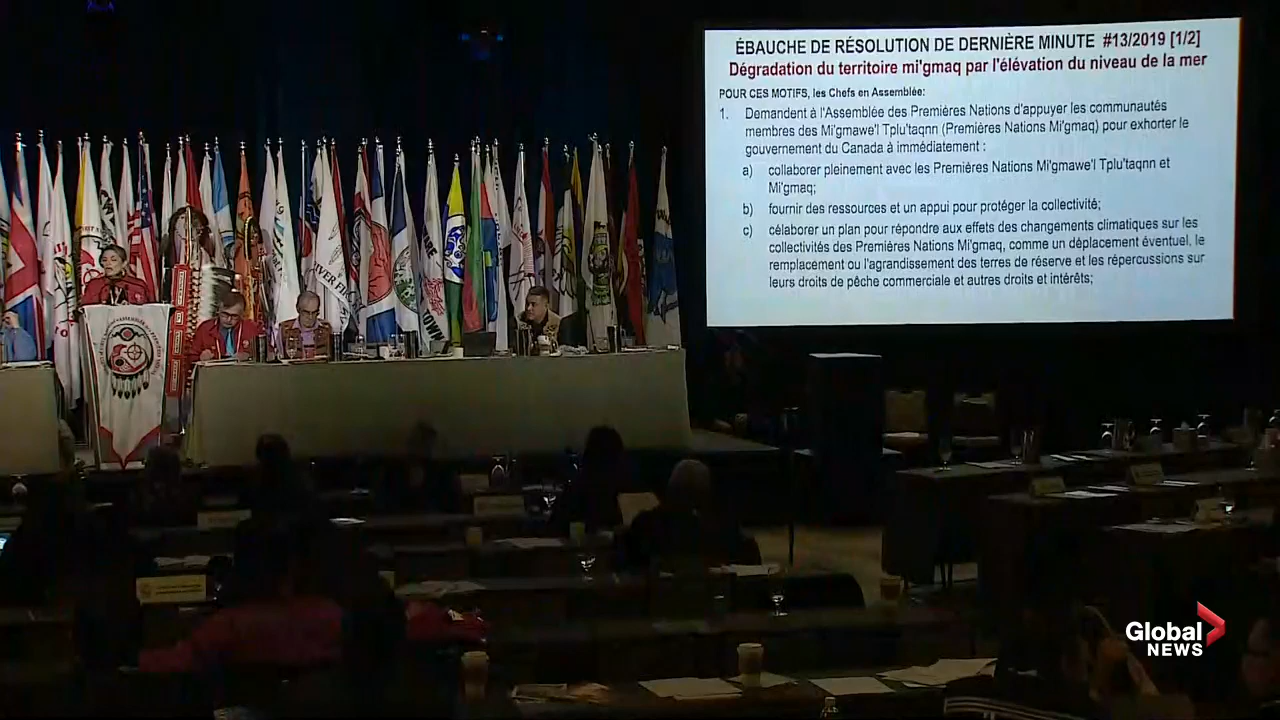 ÉBAUCHE DE RÉSOLUTION DE DERNIÈRE MINUTE #13/2019 [1/2]
Dégradation du territoire mi'gmaq par l'élévation du niveau de la mer
POUR CES MOTIFS, les Chefs en Assemblée:
1. Demandent à l'Assemblée des Premières Nations d'appuyer les communautés
membres des Mi'gmawe'l Tplu'taqnn (Premières Nations Mi'gmaq) pour exhorter le
gouvernement du Canada à immédiatement :
a) collaborer pleinement avec les Premières Nations Mi'gmawe'l Tplu'taqnn et
Mi'gmaq;
b) fournir des ressources et un appui pour protéger la collectivité;
c) célaborer un plan pour répondre aux effets des changements climatiques sur les
collectivités des Premières Nations Mi'gmaq, comme un déplacement éventuel, le
remplacement ou l'agrandissement des terres de réserve et les répercussions sur
leurs droits de pêche commerciale et autres droits et intérêts;
TOWN
Global
NEWS